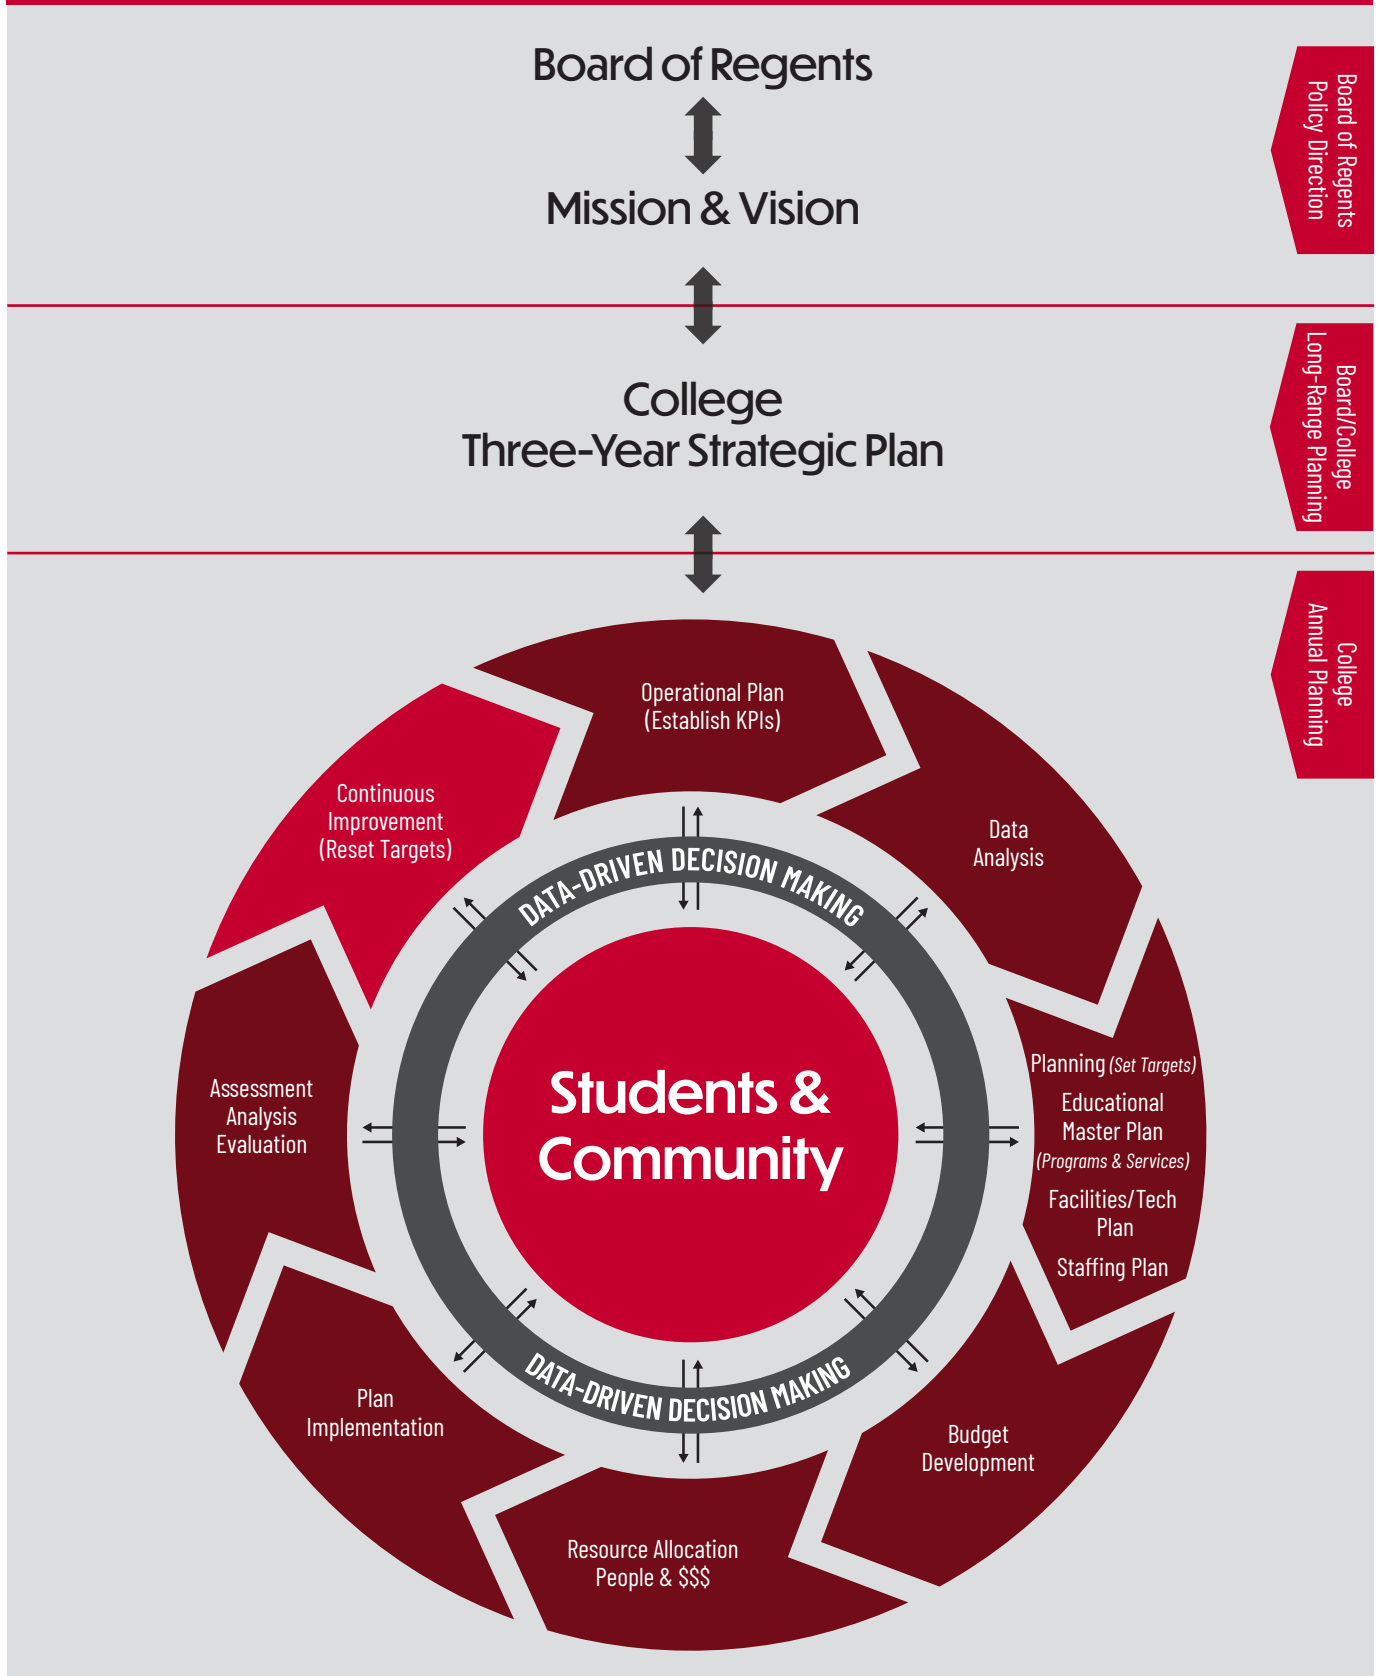 Board of Regents
Mission & Vision
Board of Regents
Policy Direction
College
Three-Year Strategic Plan
Board/College
Long-Range Planning
College
Annual Planning
Operational Plan
(Establish KPIs)
Data
Analysis
Planning (Set Targets)
Educational
Master Plan
(Programs & Services)
Facilities/Tech
Plan
Staffing Plan
Budget
Development
Resource Allocation
People & $$$
Plan
Implementation
Assessment
Analysis
Evaluation
Continuous
Improvement
(Reset Targets)
DATA-DRIVEN DECISION MAKING
Students &
Community
DATA-DRIVEN DECISION MAKING